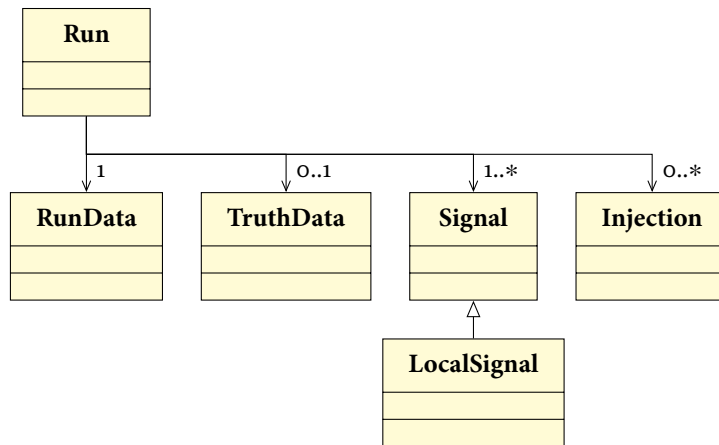 Run
1
0..1
1..*
0..*
RunData
TruthData
Signal
Injection
LocalSignal